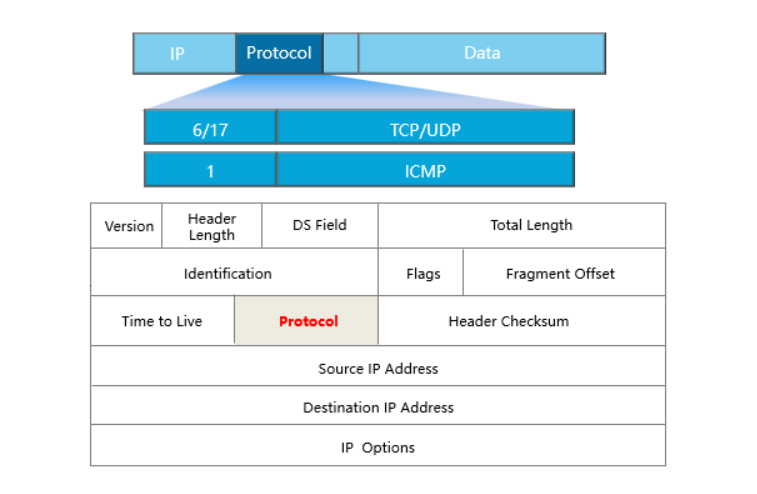 IP Protocol Data
6/17 TCP/UDP
1 ICMP
Version Header Length DS Field Total Length
Identification Flags Fragment Offset
Time to Live Protocol Header Checksum
Source IP Address
Destination IP Address
IP Options